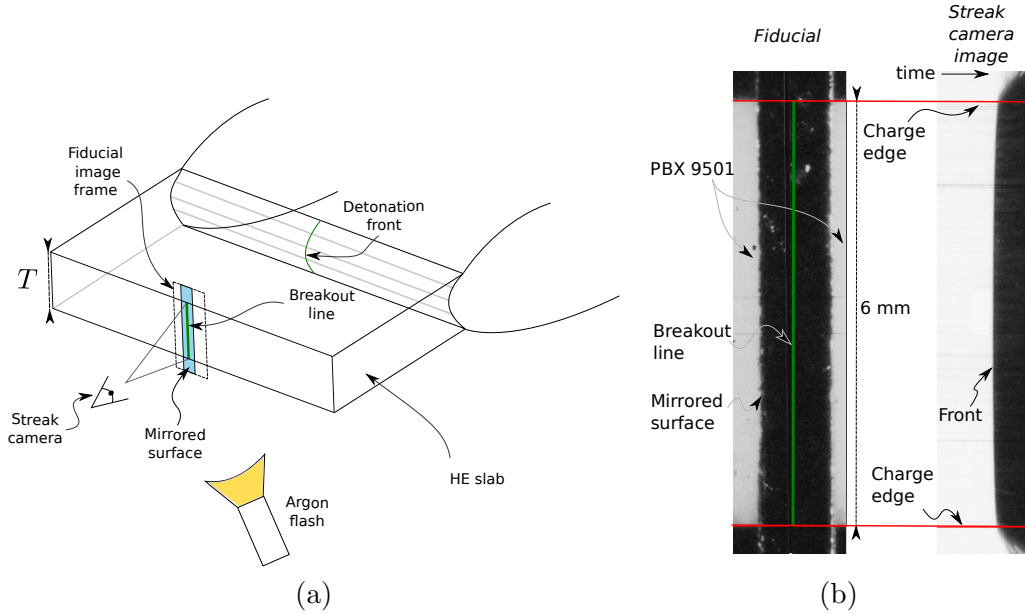 Fiducial
image
frame
Detonation
front
T
Breakout
line
Streak
camera
Mirrored
surface
HE slab
Argon
flash
(a)
Fiducial
Streak
camera
image
time
Charge
edge
PBX 9501
6 mm
Breakout
line
Mirrored
surface
Front
Charge
edge
(b)